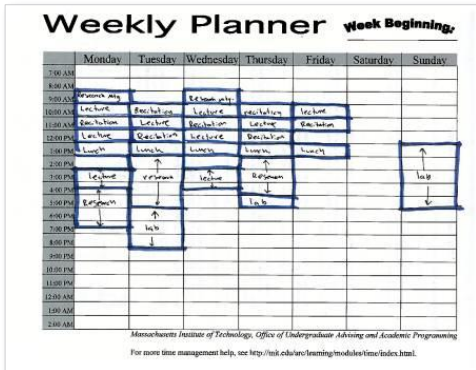 Weekly Planner Week Beginning:
Monday Tuesday Wednesday Thursday Friday Saturday Sunday
7:00 AM
8:00 AM
9:00 AM Research mtg. Research mtg.
10:00 AM Lecture Recitation Lecture recitation lecture
11:00 AM Recitation Lecture Recitation Lecture Recitation
12:00 PM Lecture Recitation Lecture Recitation
1:00 PM Lunch Lunch Lunch Lunch Lunch
2:00 PM
3:00 PM lecture research lecture Research lab
4:00 PM
5:00 PM Research lab
6:00 PM
7:00 PM lab
8:00 PM
9:00 PM
10:00 PM
11:00 PM
12:00 AM
1:00 AM
2:00 AM
Massachusetts Institute of Technology, Office of Undergraduate Advising and Academic Programming
For more time management help, see http://mit.edu/arc/learning/modules/time/index.html.